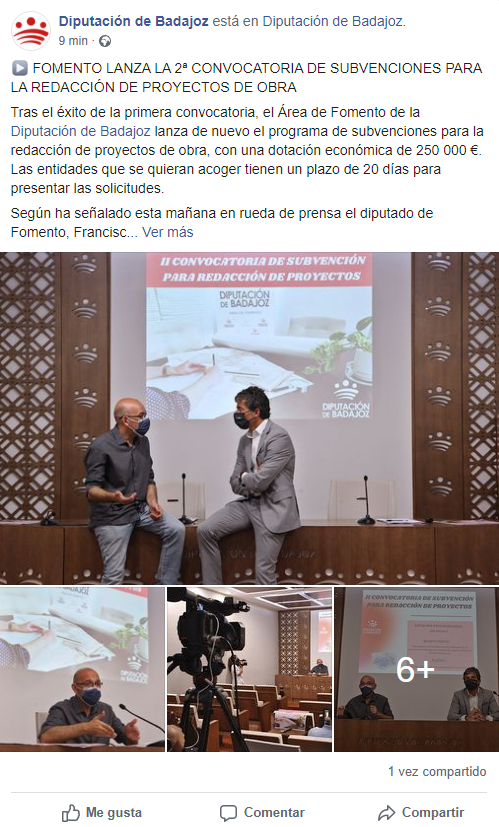 Diputación de Badajoz está en Diputación de Badajoz.
9 min ·
FOMENTO LANZA LA 2ª CONVOCATORIA DE SUBVENCIONES PARA
LA REDACCIÓN DE PROYECTOS DE OBRA
Tras el éxito de la primera convocatoria, el Área de Fomento de la
Diputación de Badajoz lanza de nuevo el programa de subvenciones para la
redacción de proyectos de obra, con una dotación económica de 250 000 €.
Las entidades que se quieran acoger tienen un plazo de 20 días para
presentar las solicitudes.
Según ha señalado esta mañana en rueda de prensa el diputado de
Fomento, Francisc... Ver más
II CONVOCATORIA DE SUBVENCIÓN
PARA REDACCIÓN DE PROYECTOS
DIPUTACIÓN
DE BADAJOZ
DIPUTACIÓN
DE BADAJOZ
II CONVOCATORIA DE SUBVENCIÓN
PARA REDACCIÓN DE PROYECTOS
6+
1 vez compartido
Me gusta
Comentar
Compartir